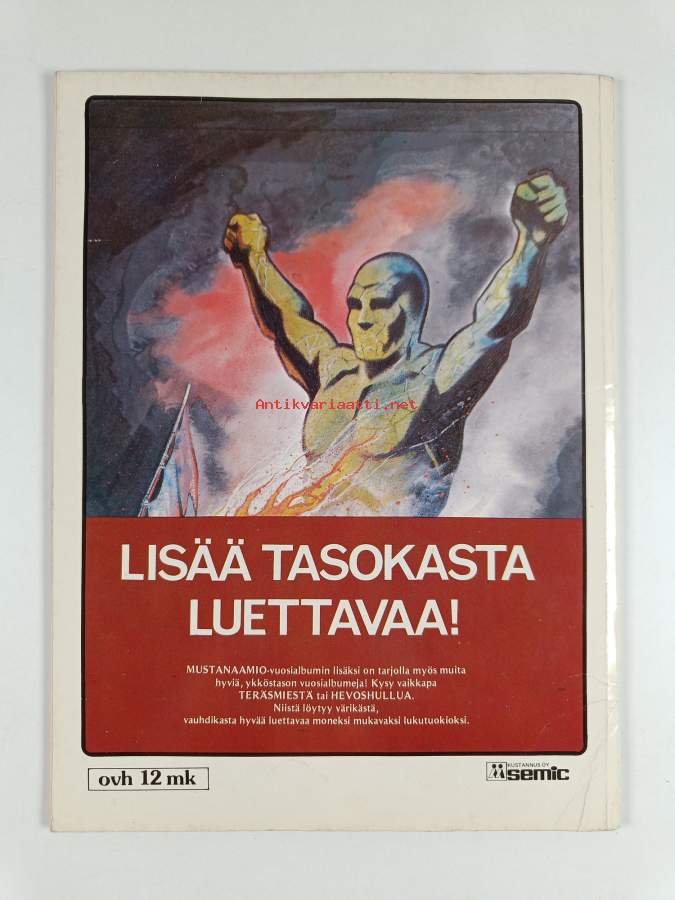 Antikvariaatti.net
LISÄÄ TASOKASTA
LUETTAVAA!
MUSTANAAMIO-vuosialbumin lisäksi on tarjolla myös muita
hyviä, ykköstason vuosialbumeja! Kysy vaikkapa
TERÄSMIESTÄ tai HEVOSHULLUA.
Niistä löytyy värikästä,
vauhdikasta hyvää luettavaa moneksi mukavaksi lukutuokioksi.
ovh 12 mk
KUSTANNUS OY
semic